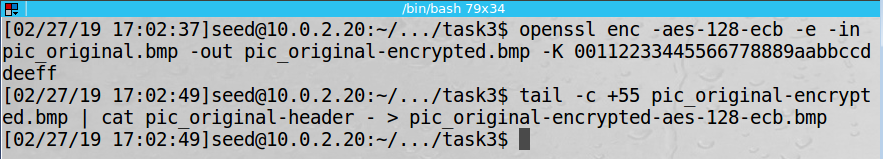 /bin/bash 79x34
[02/27/19 17:02:37]seed@10.0.2.20:~/.../task3$ openssl enc -aes-128-ecb -e -in
pic_original.bmp -out pic_original-encrypted.bmp -K 00112233445566778889aabbccd
deeff
[02/27/19 17:02:49]seed@10.0.2.20:~/.../task3$ tail -c +55 pic_original-encrypt
ed.bmp | cat pic_original-header - > pic_original-encrypted-aes-128-ecb.bmp
[02/27/19 17:02:49]seed@10.0.2.20:~/.../task3$